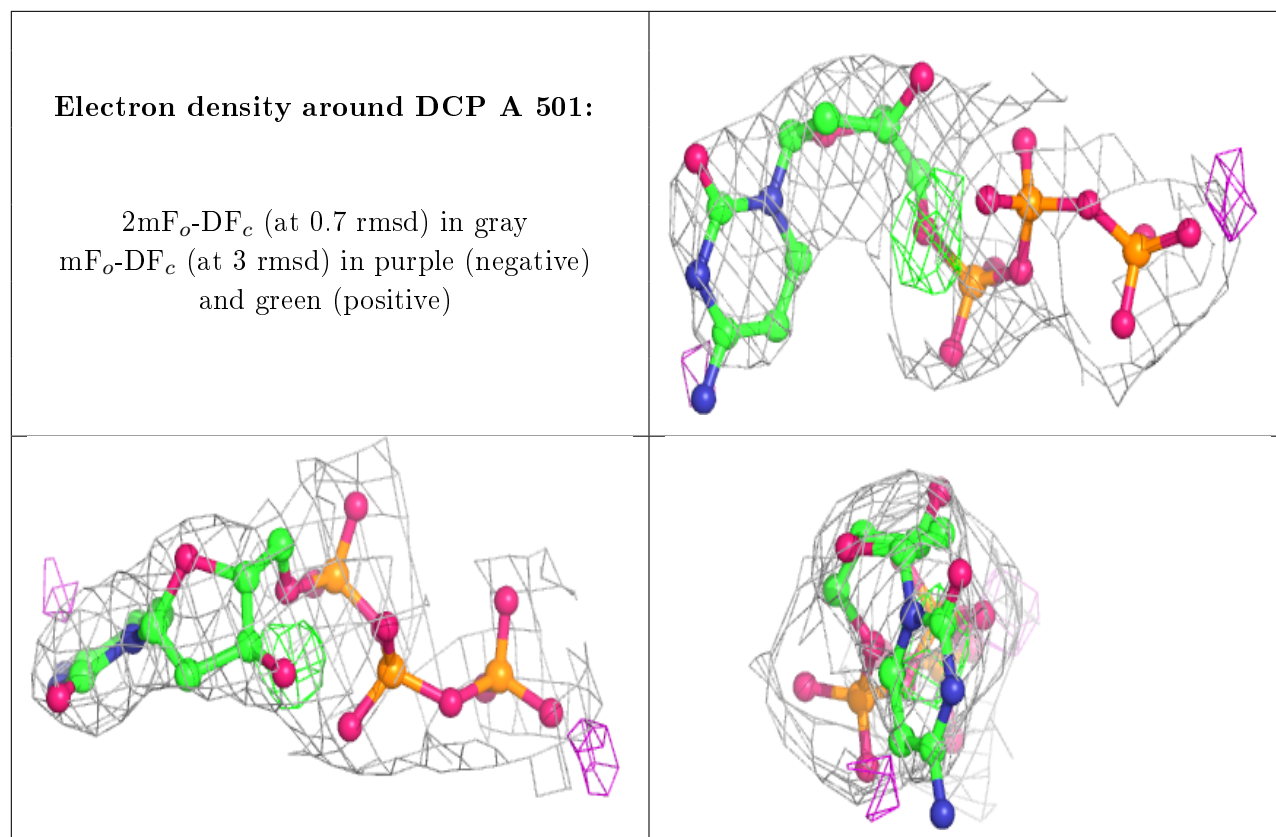 Electron density around DCP A 501:
2mFo-DFc (at 0.7 rmsd) in gray
mFo-DFc (at 3 rmsd) in purple (negative)
and green (positive)